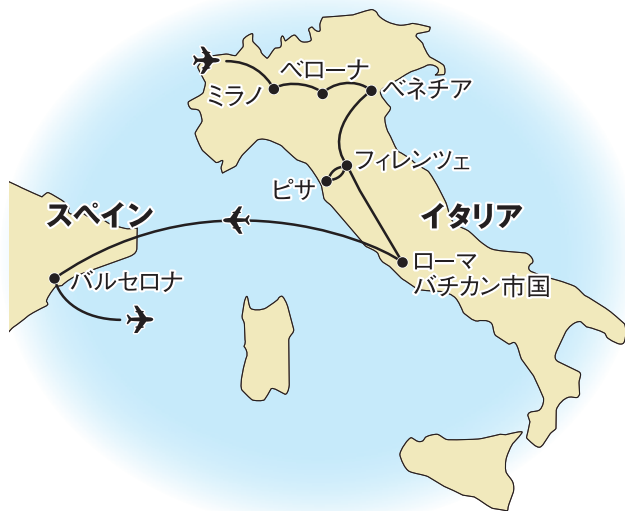 ベローナ
ミラノ
ベネチア
フィレンツェ
ピサ
スペイン
イタリア
ローマ
バチカン市国
バルセロナ